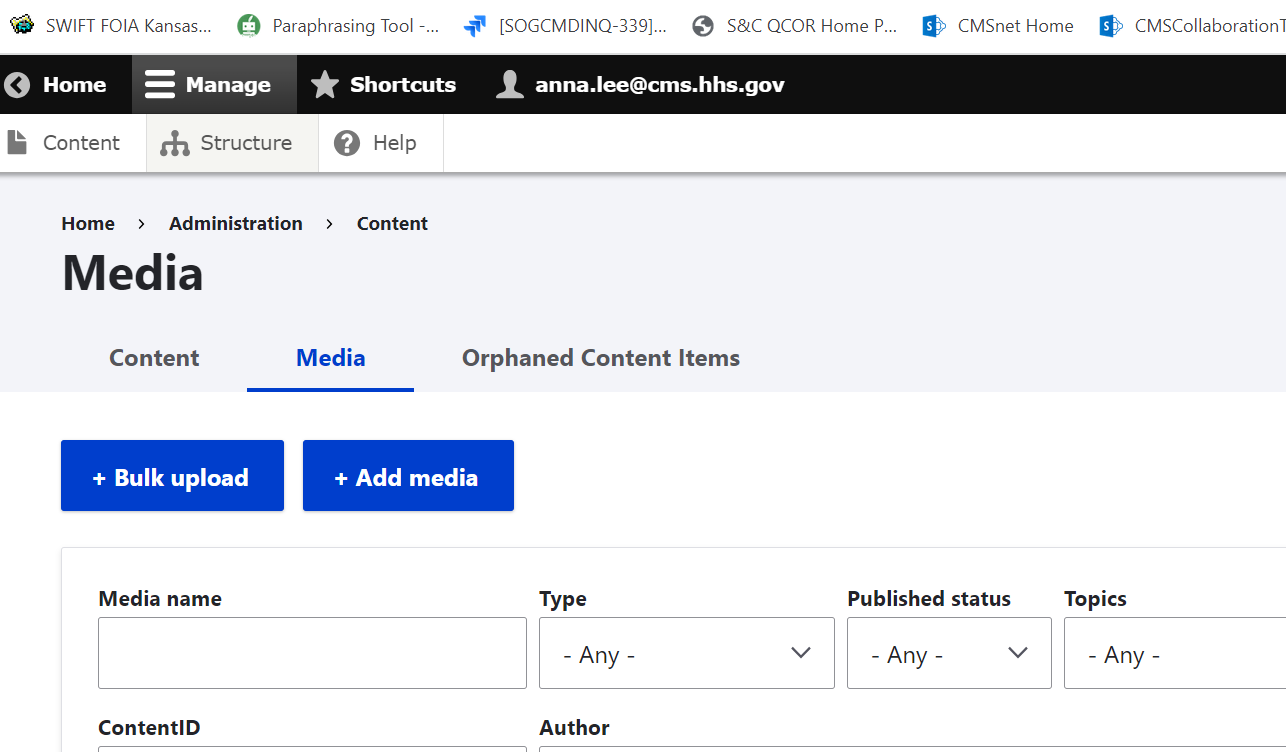 SWIFT FOIA Kansas... Paraphrasing Tool -... [SOGCMDINQ-339]... S&C QCOR Home P... CMSnet Home CMSCollaborationT
Home Manage Shortcuts anna.lee@cms.hhs.gov
Content Structure Help
Home › Administration › Content
Media
Content Media Orphaned Content Items
+ Bulk upload + Add media
Media name Type Published status Topics
- Any - - Any - - Any -
ContentID Author